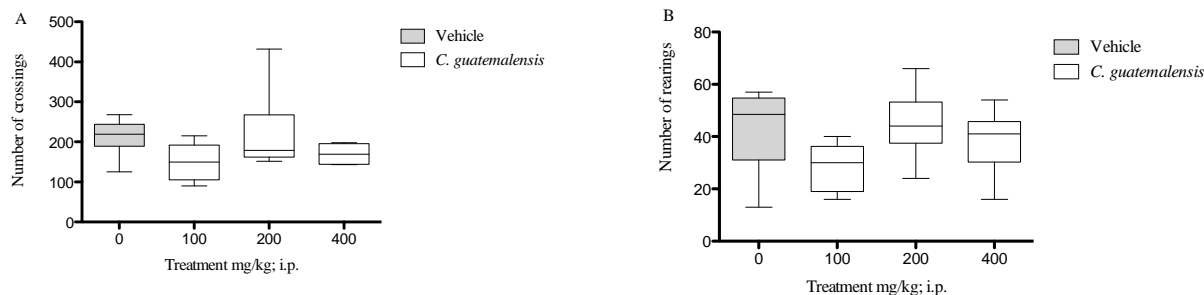 A
500
400
300
200
100
0
Number of crossings
0 100 200 400
Treatment mg/kg; i.p.
Vehicle
C. guatemalensis
B
80
60
40
20
0
Number of rearings
0 100 200 400
Treatment mg/kg; i.p.
Vehicle
C. guatemalensis